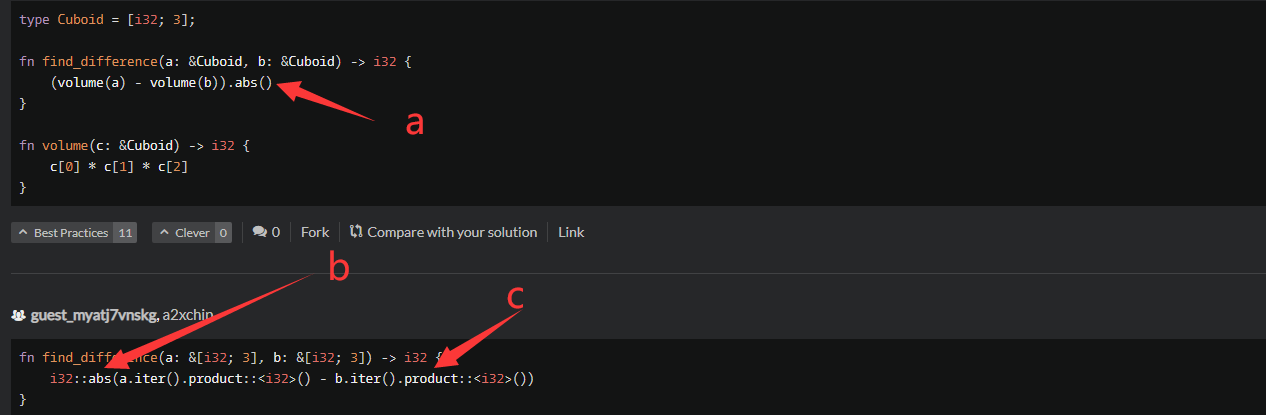 type Cuboid = [i32; 3];
fn find_difference(a: &Cuboid, b: &Cuboid) -> i32 {
    (volume(a) - volume(b)).abs()
}
a
fn volume(c: &Cuboid) -> i32 {
    c[0] * c[1] * c[2]
}
Best Practices 11 Clever 0 0 Fork Compare with your solution Link
b
c
guest_myatj7vnskg, a2xchip
fn find_difference(a: &[i32; 3], b: &[i32; 3]) -> i32 {
    i32::abs(a.iter().product::<i32>() - b.iter().product::<i32>())
}